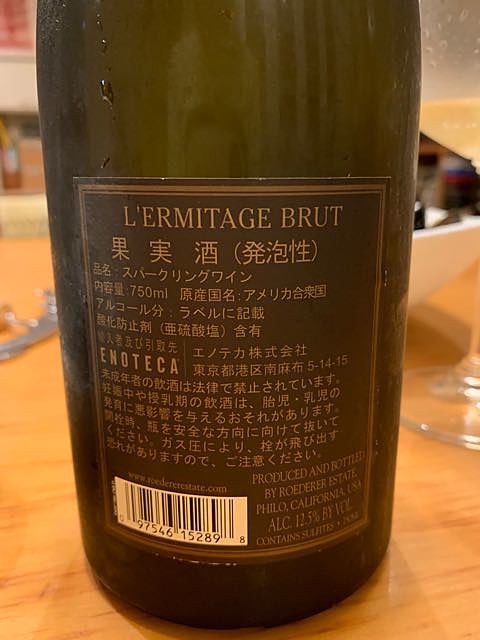 L'ERMITAGE BRUT
果実酒（発泡性）
品名：スパークリングワイン
内容量：750ml 原産国名：アメリカ合衆国
アルコール分：ラベルに記載
酸化防止剤（亜硫酸塩）含有
輸入者及び引取先
ENOTECA
エノテカ株式会社
東京都港区南麻布 5-14-15
未成年者の飲酒は法律で禁止されています。
妊娠中や授乳期の飲酒は、胎児・乳児の
発育に悪影響を与えるおそれがあります。
開栓時、瓶を安全な方向に向けて抜いて
ください。ガス圧により、栓が飛び出す
恐れがありますので、ご注意ください。
www.roedererestate.com
0 97546 15289 8
PRODUCED AND BOTTLED
BY ROEDERER ESTATE,
PHILO, CALIFORNIA, USA
ALC. 12.5% BY VOL.
CONTAINS SULFITES • 750ML